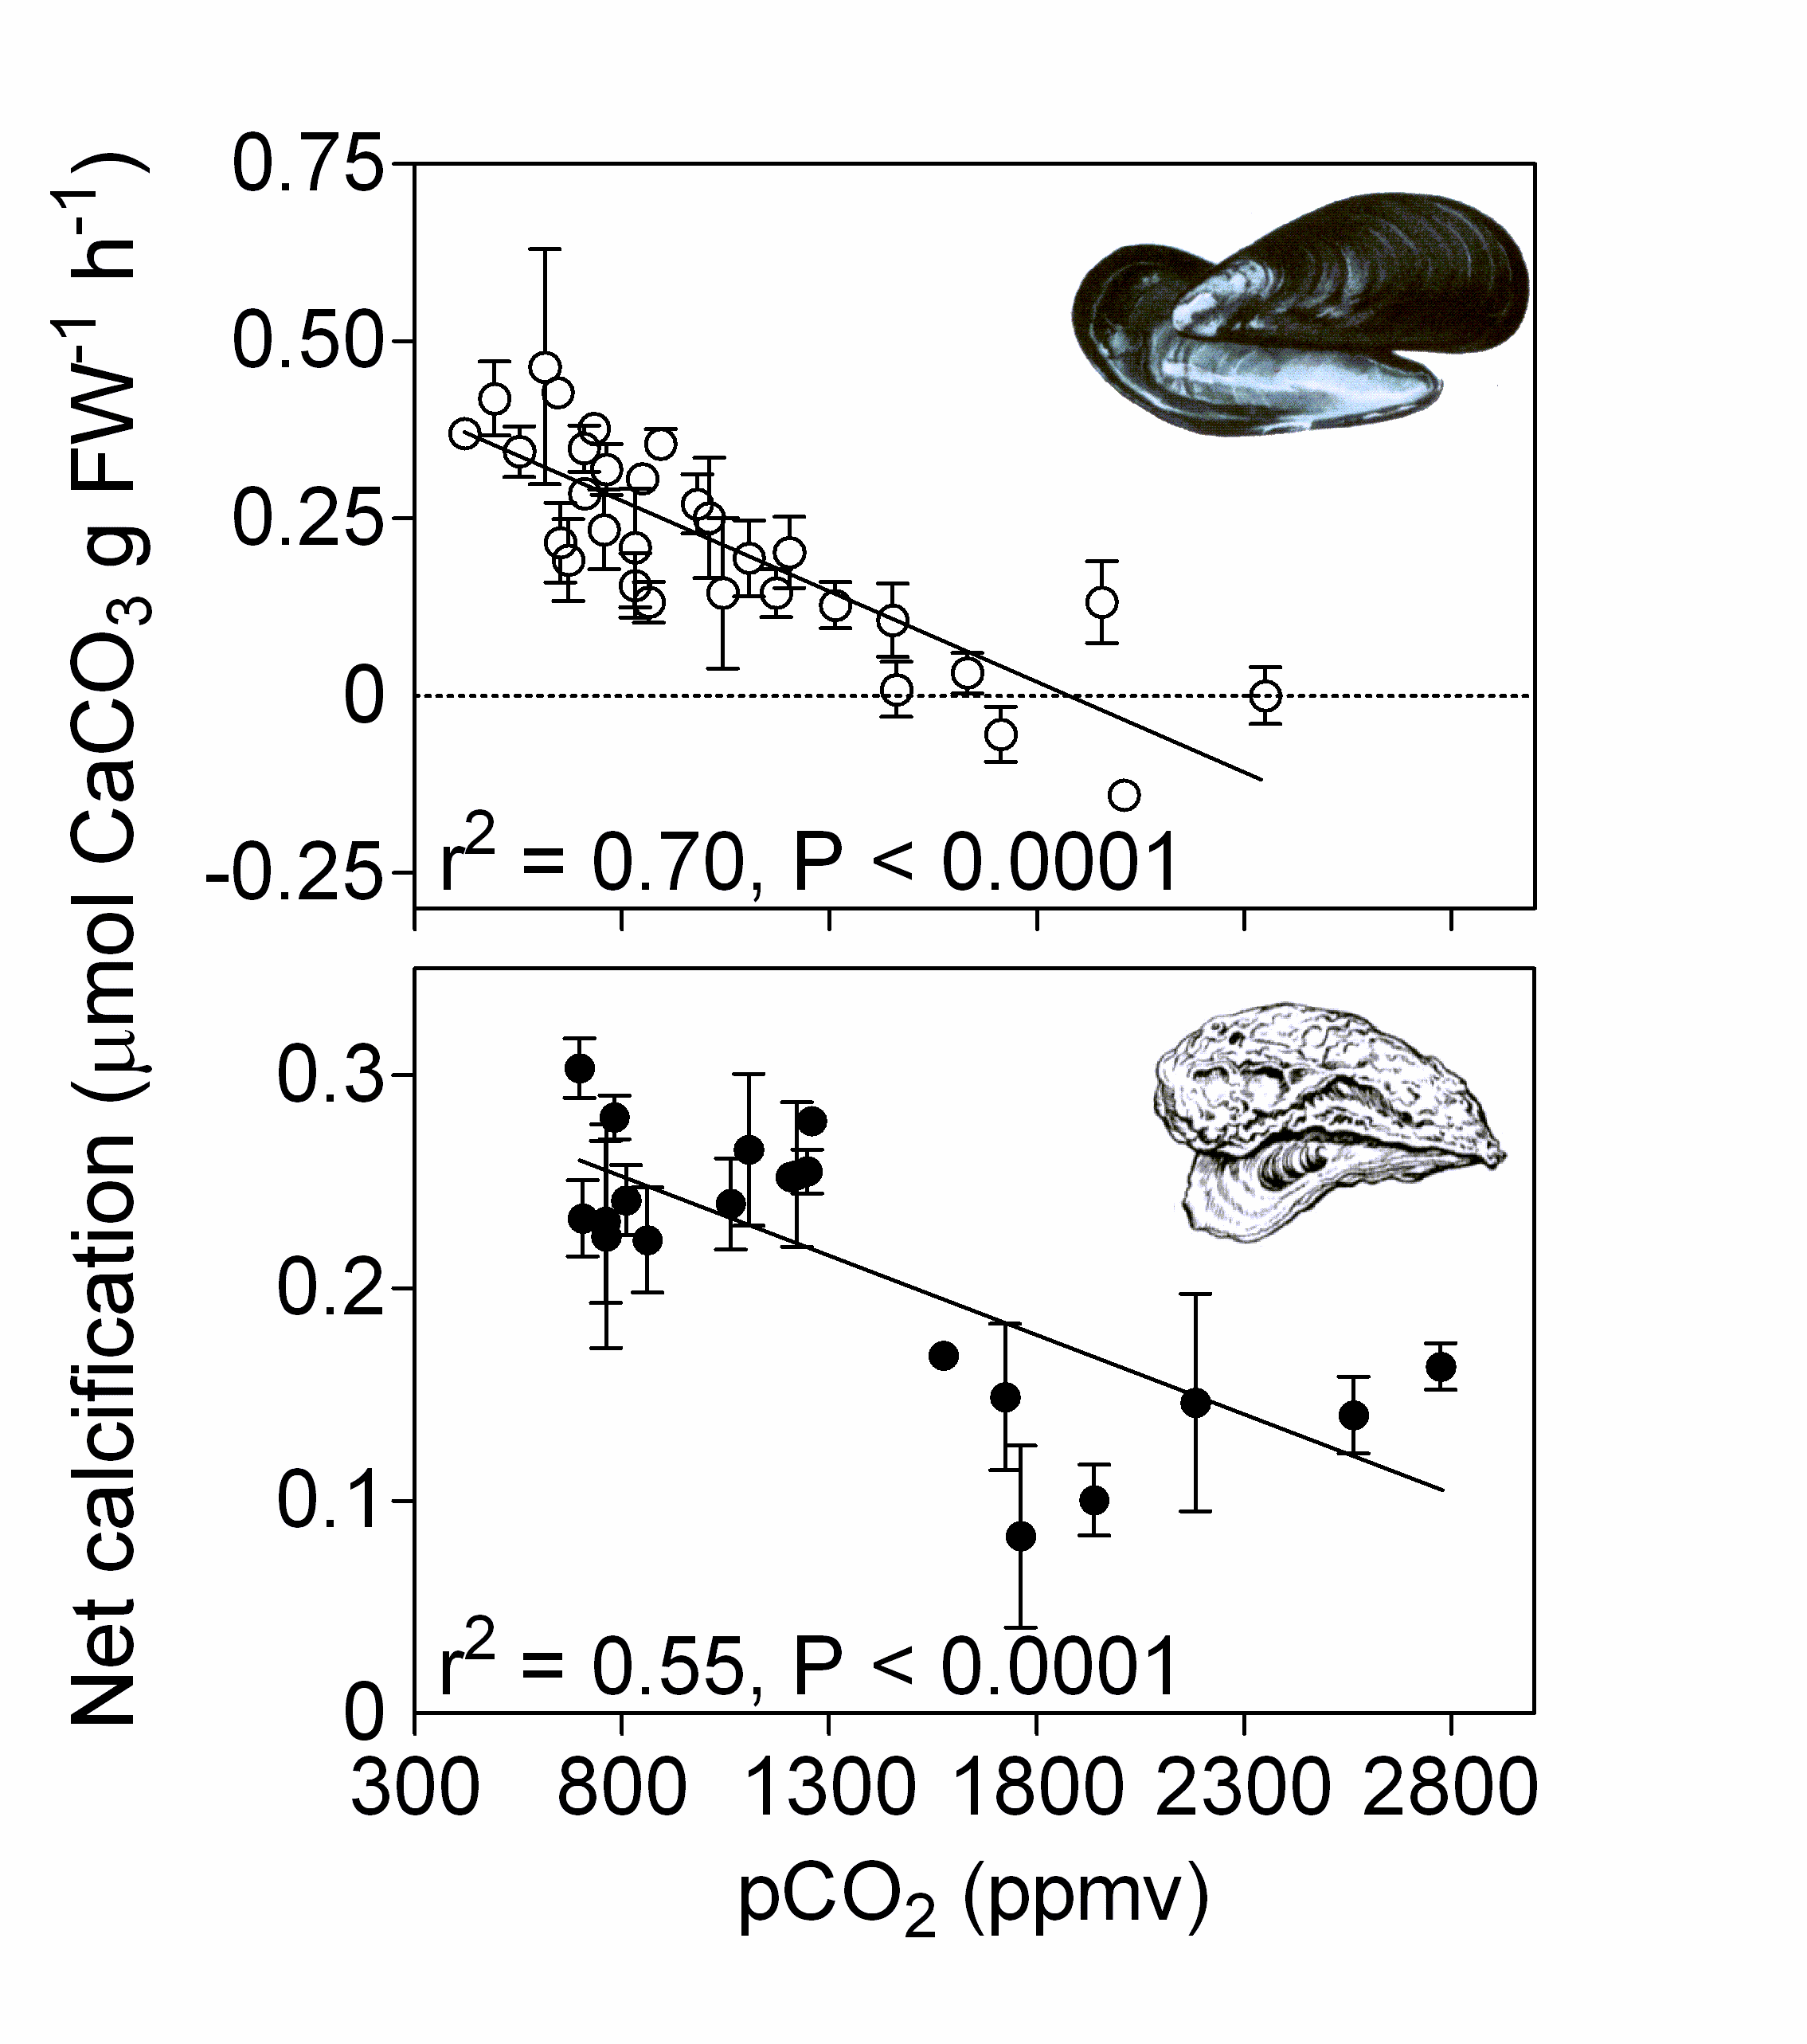 Net calcification (μmol CaCO₃ g FW⁻¹ h⁻¹)
0.75
0.50
0.25
0
-0.25
r² = 0.70, P < 0.0001
0.3
0.2
0.1
0
r² = 0.55, P < 0.0001
300 800 1300 1800 2300 2800
pCO₂ (ppmv)